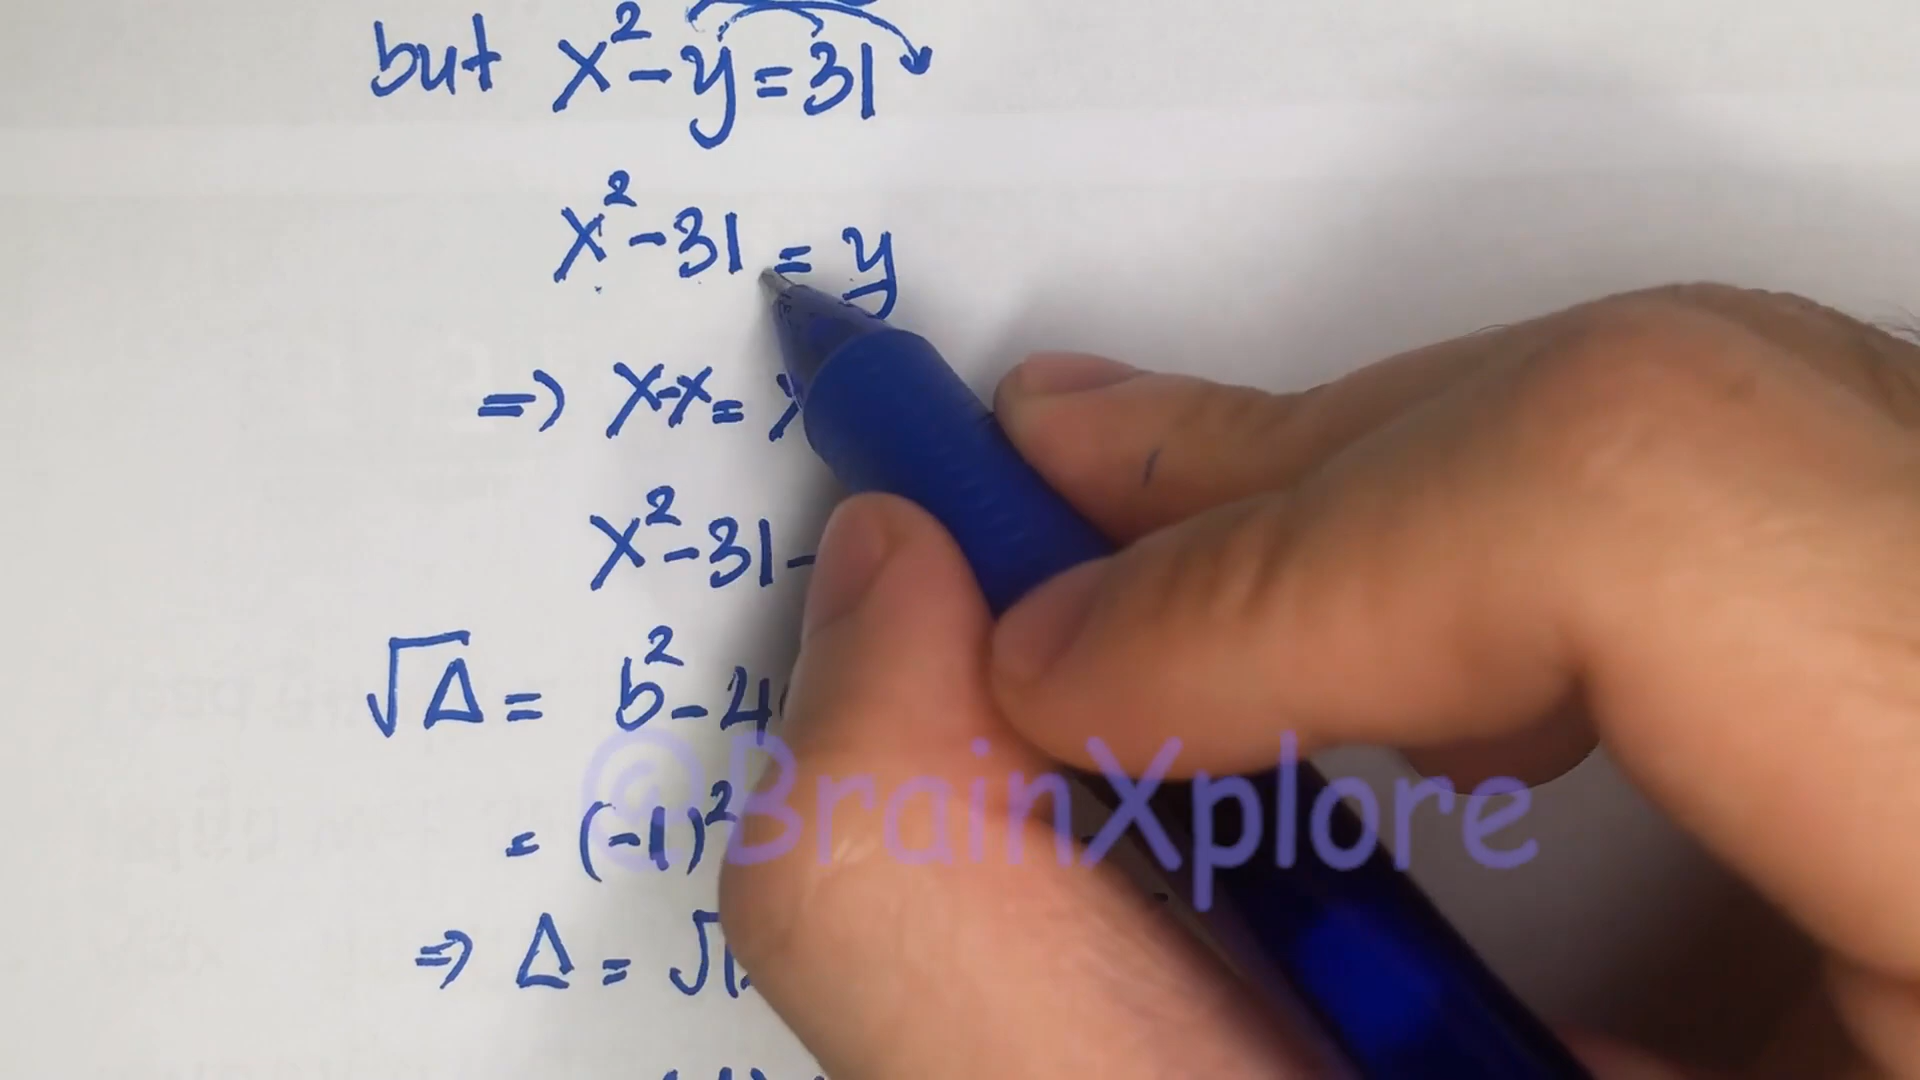 but x²-y=31
x²-31=y
=> x-x=
x²-31-
√Δ= b²-4
@BrainXplore
= (-1)²
=> Δ=